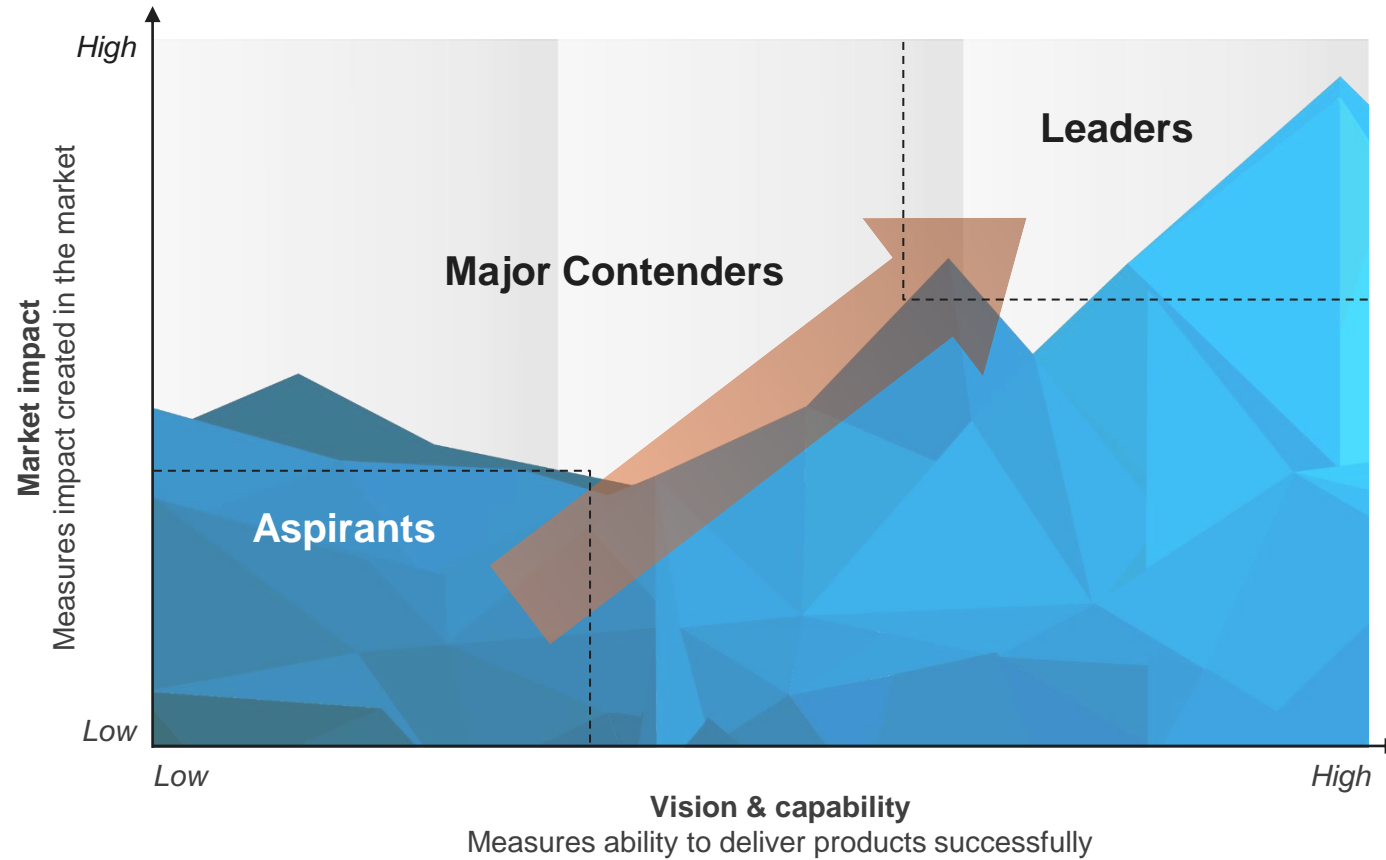 High
Leaders
Major Contenders
Market impact
Measures impact created in the market
Aspirants
Low
Low
High
Vision & capability
Measures ability to deliver products successfully